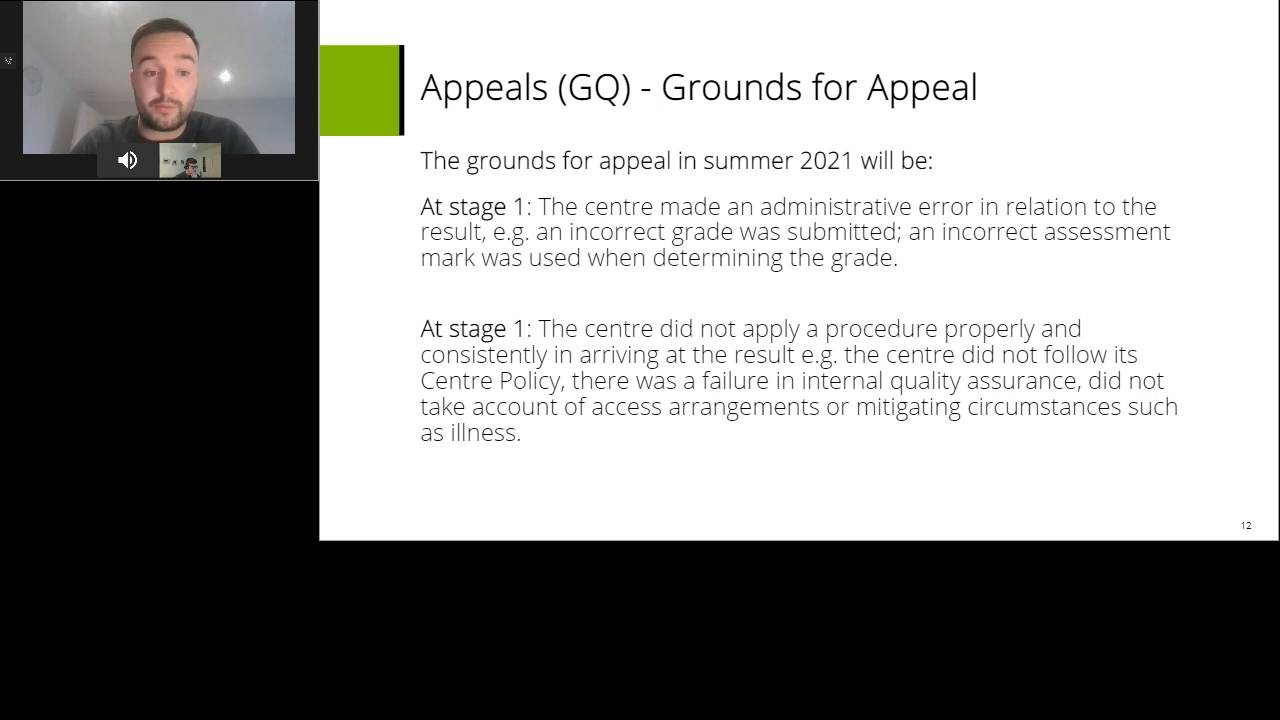 Appeals (GQ) - Grounds for Appeal
The grounds for appeal in summer 2021 will be:
At stage 1: The centre made an administrative error in relation to the
result, e.g. an incorrect grade was submitted; an incorrect assessment
mark was used when determining the grade.
At stage 1: The centre did not apply a procedure properly and
consistently in arriving at the result e.g. the centre did not follow its
Centre Policy, there was a failure in internal quality assurance, did not
take account of access arrangements or mitigating circumstances such
as illness.
12